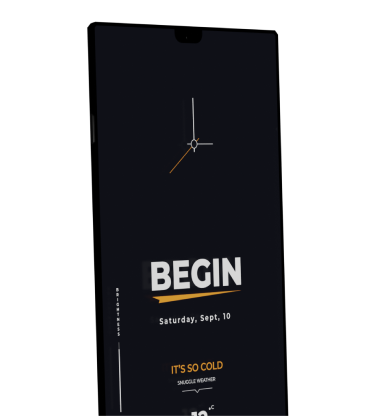 BEGIN
Saturday, Sept, 10
BRIGHTNESS
IT'S SO COLD
SNUGGLE WEATHER
°C